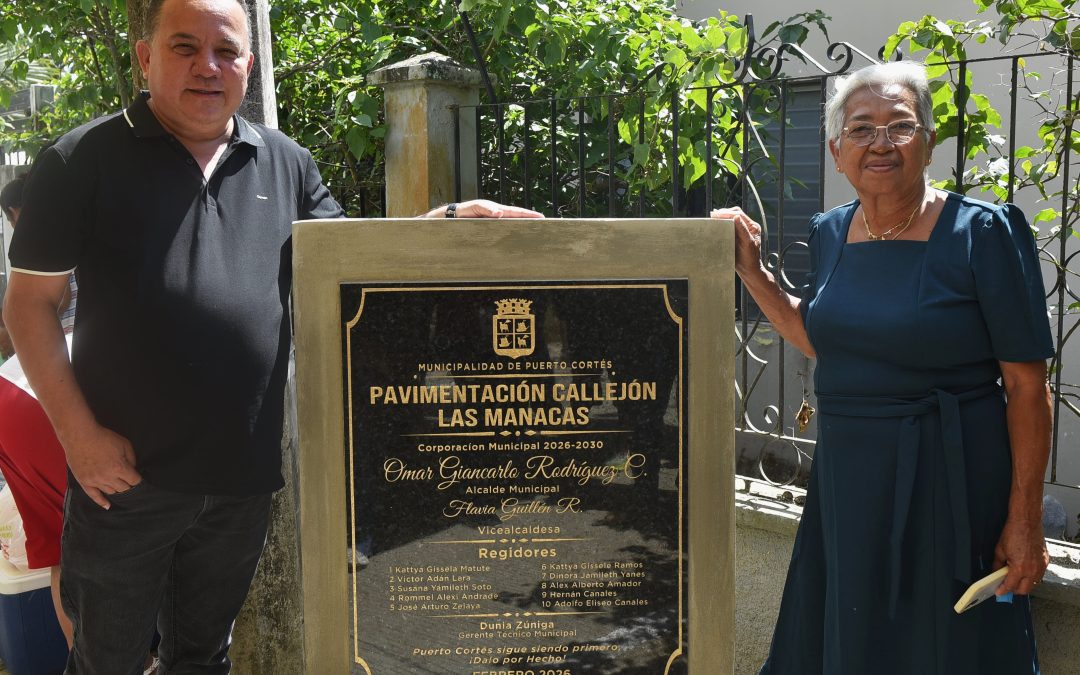 MUNICIPALIDAD DE PUERTO CORTÉS
PAVIMENTACIÓN CALLEJÓN
LAS MANACAS
Corporacíon Municipal 2026-2030
Omar Giancarlo Rodríguez C.
Alcalde Municipal
Flavia Guillén R.
Vicealcaldesa
Regidores
1 Kattya Gissela Matute
2 Victor Adán Lara
3 Susana Yamileth Soto
4 Rommel Alexi Andrade
5 José Arturo Zelaya
6 Kattya Gissele Ramos
7 Dinora Jamileth Yanes
8 Alex Alberto Amador
9 Hernán Canales
10 Adolfo Eliseo Canales
Dunia Zúniga
Gerente Técnico Municipal
Puerto Cortés sigue siendo primero,
¡Dalo por Hecho!
FEBRERO 2026